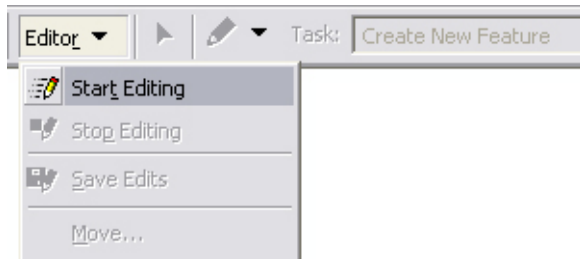 Editor Task: Create New Feature
Start Editing
Stop Editing
Save Edits
Move...